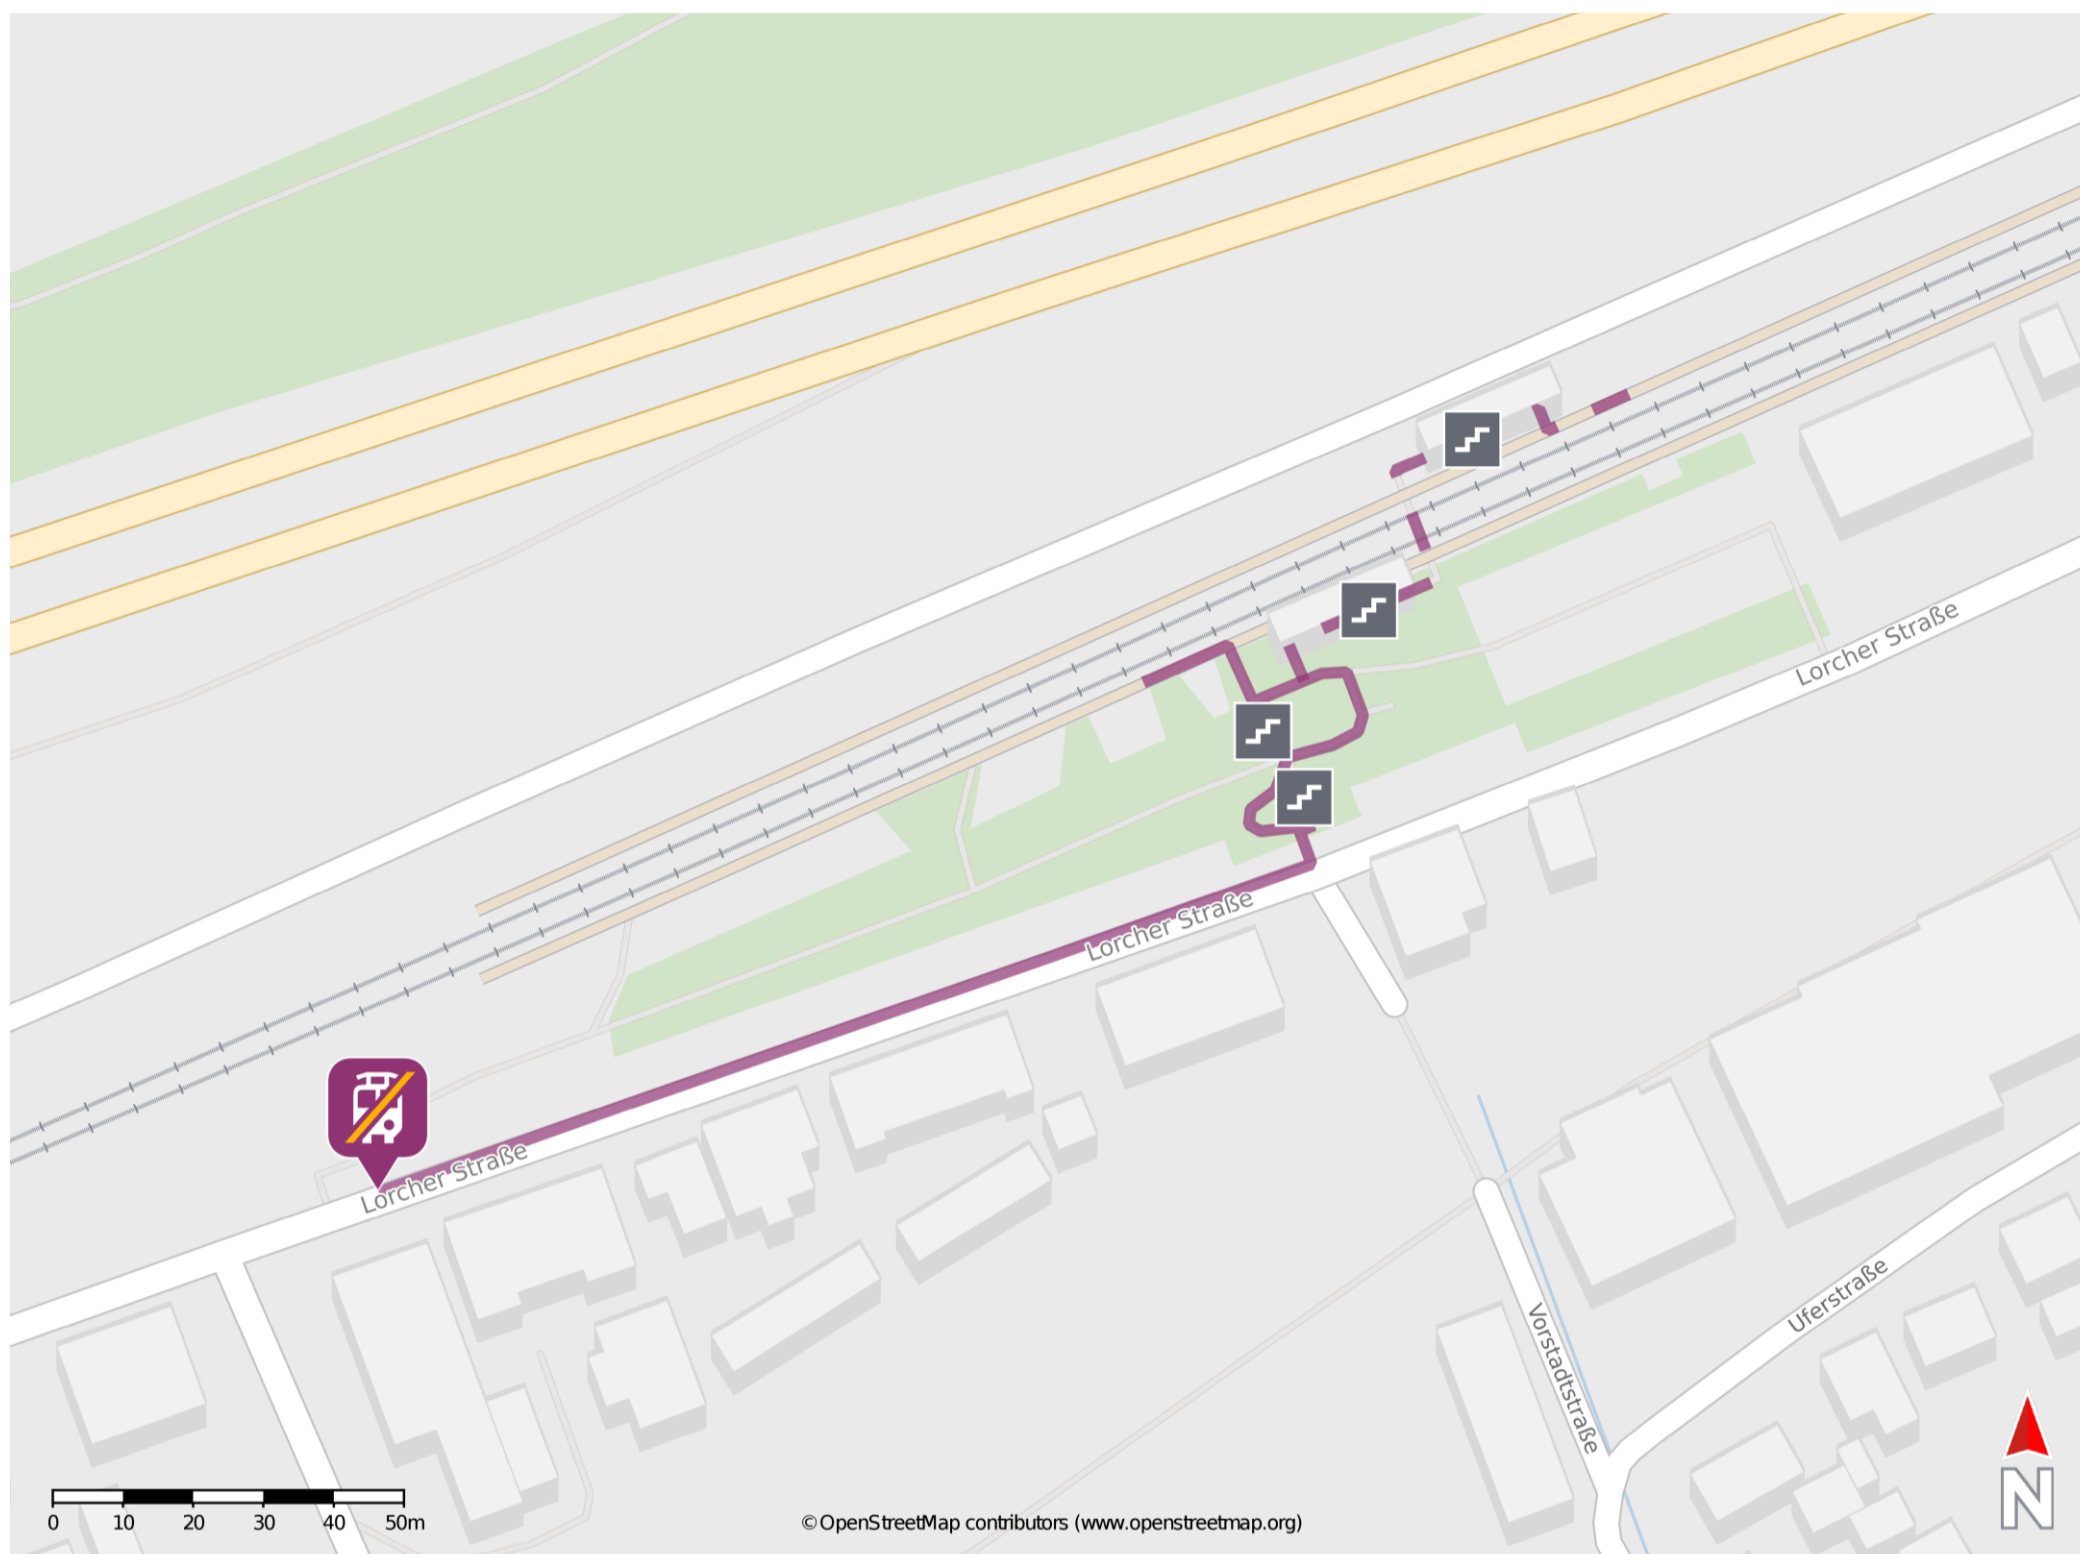 Lorcher Straße
Lorcher Straße
Lorcher Straße
Vorstadtstraße
Uferstraße
0 10 20 30 40 50m
©OpenStreetMap contributors (www.openstreetmap.org)
N